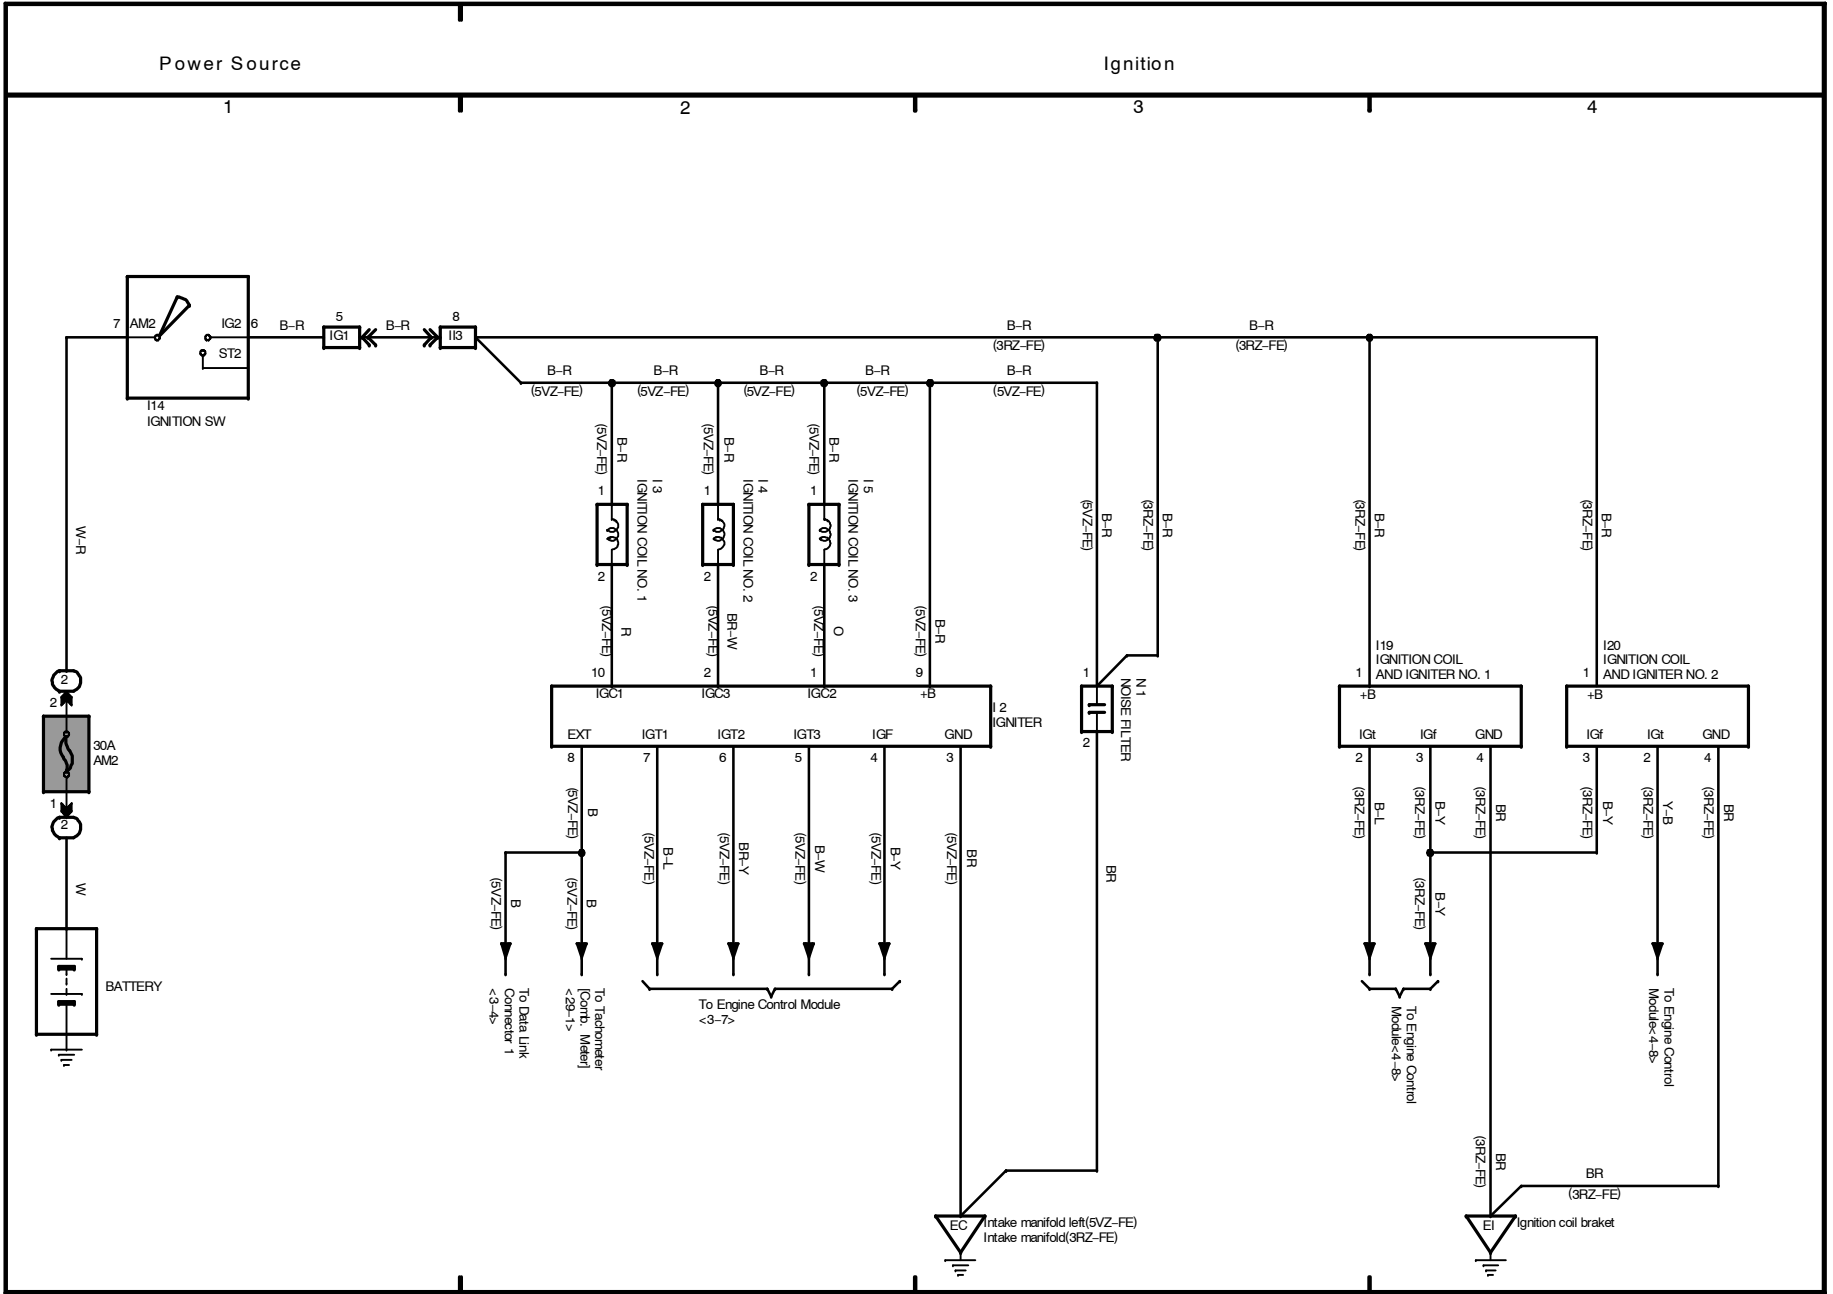 Power Source
Ignition
1
2
3
4
7
AM2
IG2
6
ST2
I14
IGNITION SW
B–R
5
IG1
B–R
8
II3
B–R
(3RZ–FE)
B–R
(3RZ–FE)
B–R
(5VZ–FE)
B–R
(5VZ–FE)
B–R
(5VZ–FE)
B–R
(5VZ–FE)
B–R
(5VZ–FE)
(5VZ–FE)
B–R
(5VZ–FE)
B–R
(5VZ–FE)
B–R
1
I 3
IGNITION COIL NO. 1
1
I 4
IGNITION COIL NO. 2
1
I 5
IGNITION COIL NO. 3
W–R
(5VZ–FE)
B–R
(3RZ–FE)
B–R
(3RZ–FE)
B–R
(3RZ–FE)
B–R
2
2
2
(5VZ–FE)
R
(5VZ–FE)
BR–W
(5VZ–FE)
O
(5VZ–FE)
B–R
10
IGC1
2
IGC3
1
IGC2
9
+B
I 2
IGNITER
EXT
IGT1
IGT2
IGT3
IGF
GND
8
7
6
5
4
3
1
N 1
NOISE FILTER
2
I19
IGNITION COIL
AND IGNITER NO. 1
1
+B
IGt
IGf
GND
2
3
4
I20
IGNITION COIL
AND IGNITER NO. 2
1
+B
IGf
IGt
GND
3
2
4
2
2
30A
AM2
1
2
W
BATTERY
(5VZ–FE)
B
(5VZ–FE)
B
(5VZ–FE)
B
(5VZ–FE)
B–L
(5VZ–FE)
BR–Y
(5VZ–FE)
B–W
(5VZ–FE)
B–Y
(5VZ–FE)
BR
BR
(3RZ–FE)
B–L
(3RZ–FE)
B–Y
(3RZ–FE)
BR
(3RZ–FE)
B–Y
(3RZ–FE)
Y–B
(3RZ–FE)
BR
(3RZ–FE)
B–Y
To Data Link
Connector 1
<3–4>
To Tachometer
[Comb. Meter]
<29–1>
To Engine Control Module
<3–7>
To Engine Control
Module<4–8>
To Engine Control
Module<4–8>
(3RZ–FE)
BR
BR
(3RZ–FE)
EC
Intake manifold left(5VZ–FE)
Intake manifold(3RZ–FE)
EI
Ignition coil braket